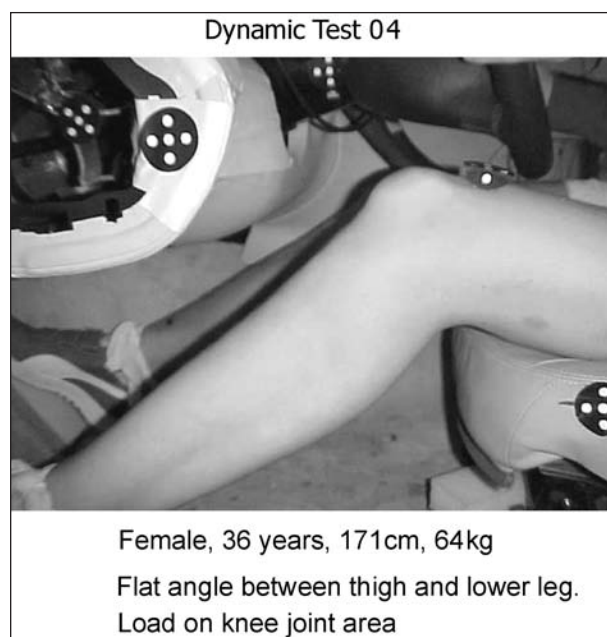 Dynamic Test 04
Female, 36 years, 171cm, 64kg
Flat angle between thigh and lower leg.
Load on knee joint area